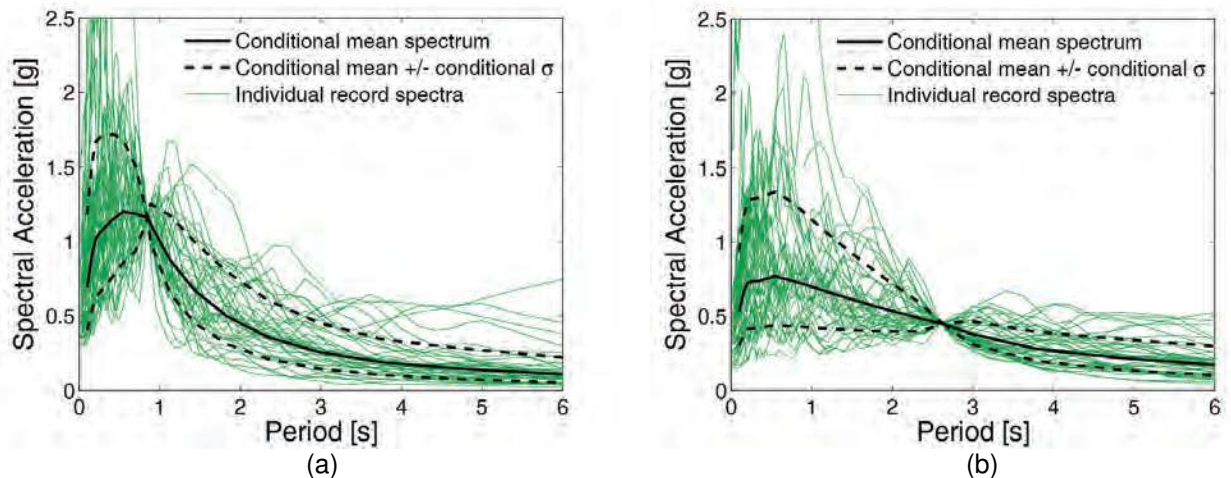 Conditional mean spectrum
Conditional mean +/- conditional σ
Individual record spectra
Spectral Acceleration [g]
2.5
2
1.5
1
0.5
0
0 1 2 3 4 5 6
Period [s]
(a)
Conditional mean spectrum
Conditional mean +/- conditional σ
Individual record spectra
Spectral Acceleration [g]
2.5
2
1.5
1
0.5
0
0 1 2 3 4 5 6
Period [s]
(b)